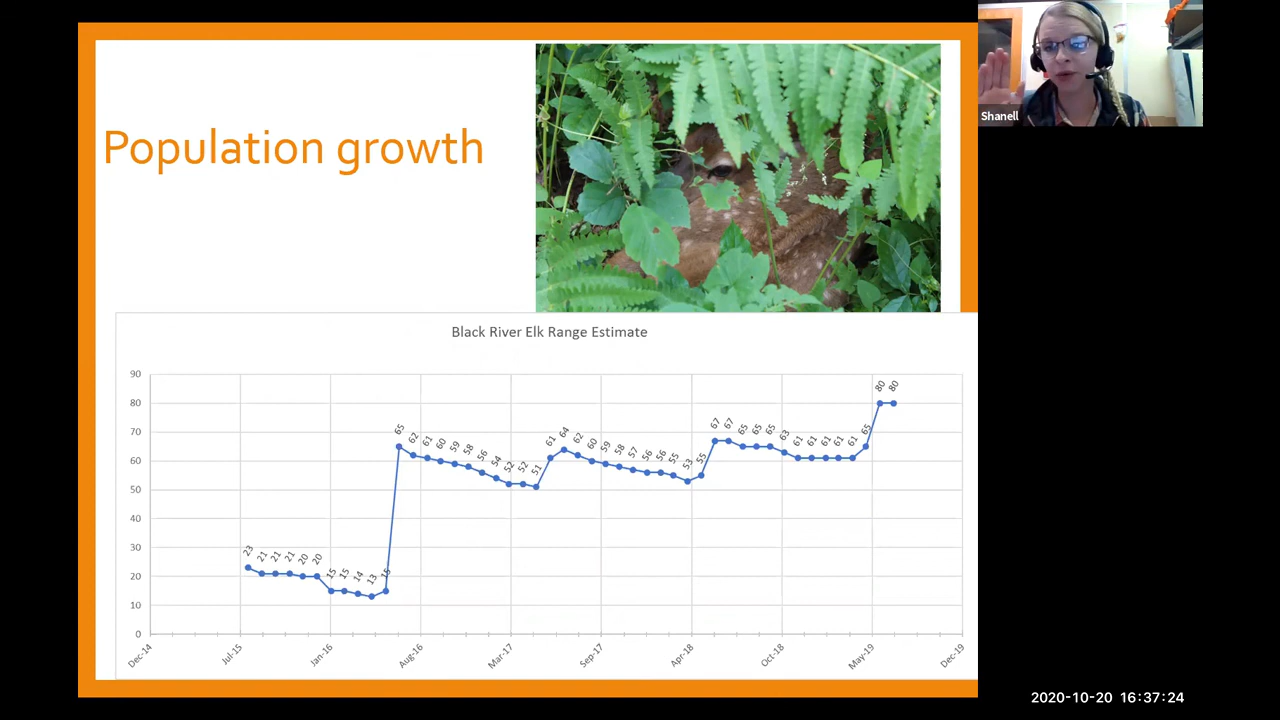 Population growth
Shanell
Black River Elk Range Estimate
90
80
70
60
50
40
30
20
10
0
23 21 21 21 20 20 15 15 14 13 15 65 62 61 60 59 58 56 54 52 52 51 61 64 62 60 59 58 57 56 56 55 53 55 67 67 65 65 65 63 61 61 61 61 61 65 80 80
Dec-14 Jul-15 Jan-16 Aug-16 Mar-17 Sep-17 Apr-18 Oct-18 May-19 Dec-19
2020-10-20 16:37:24